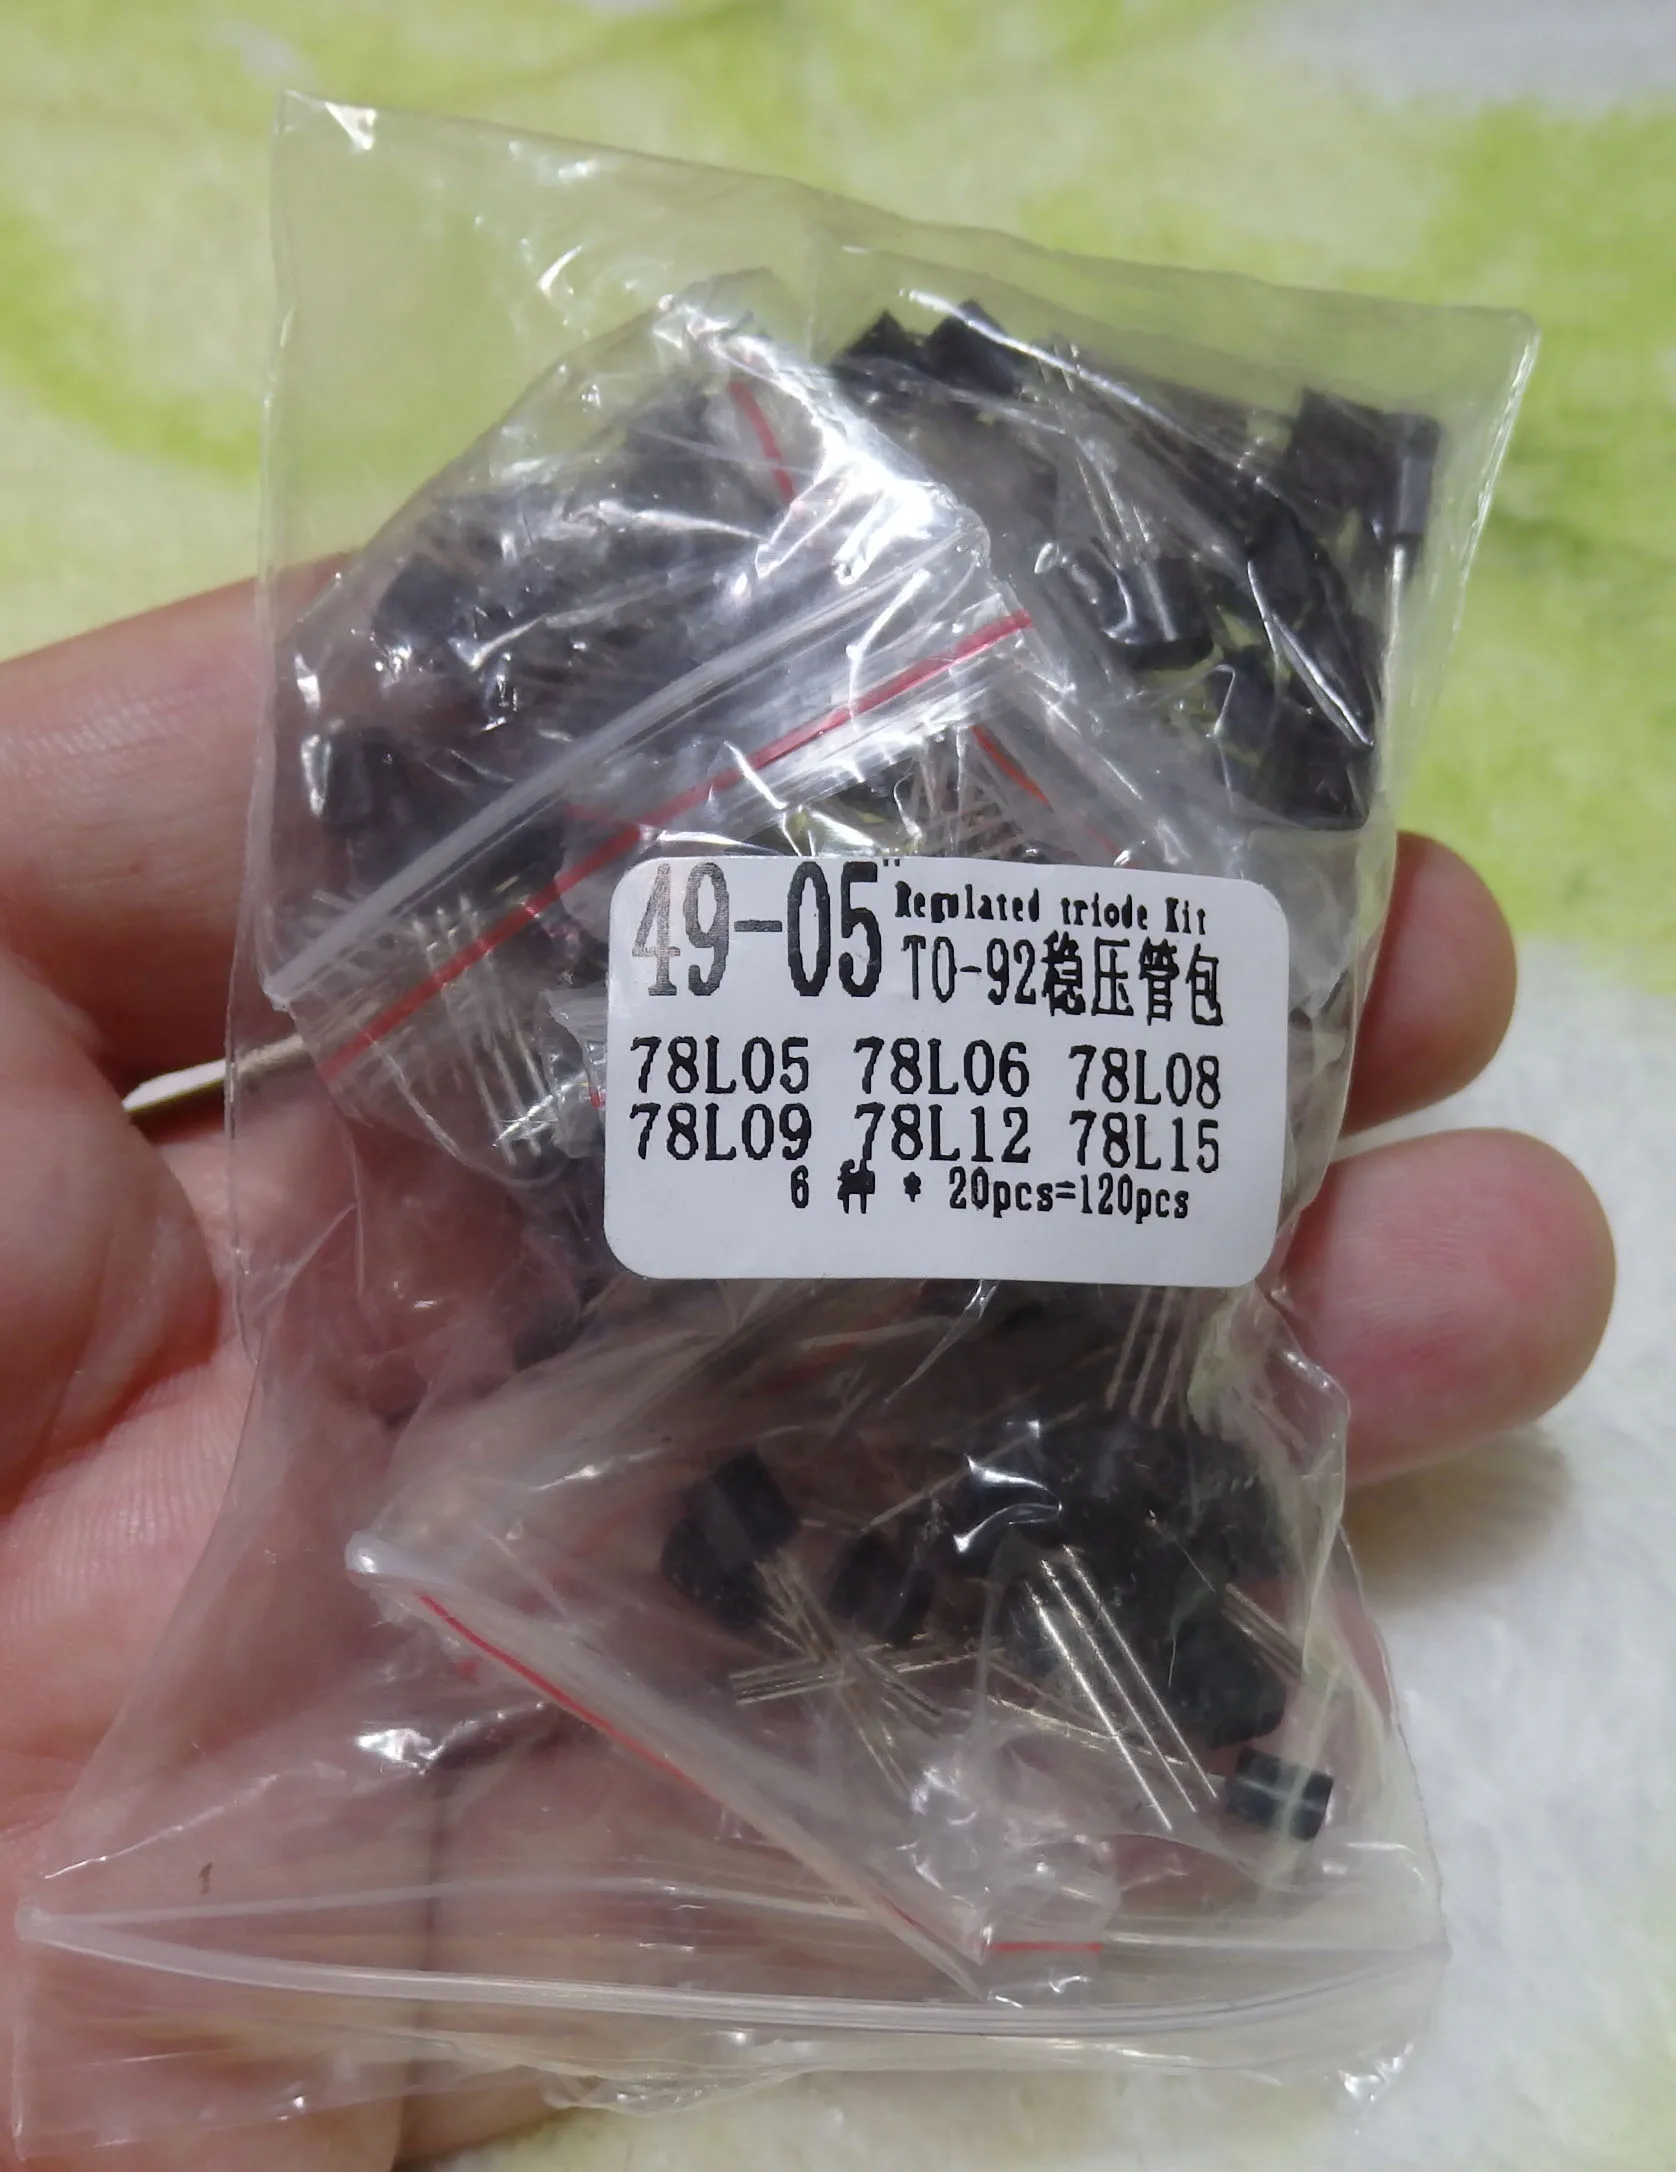 49-05" Regulated triode Kit
TO-92稳压管包
78L05 78L06 78L08
78L09 78L12 78L15
6 种 * 20pcs=120pcs